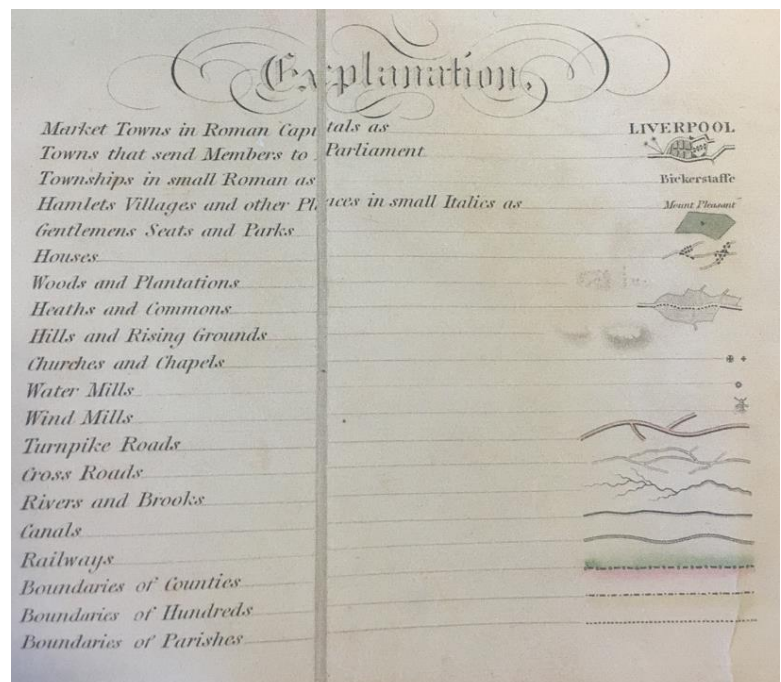 Explanation.
Market Towns in Roman Capitals as LIVERPOOL
Towns that send Members to Parliament
Townships in small Roman as Bickerstaffe
Hamlets Villages and other Places in small Italics as Mount Pleasant
Gentlemens Seats and Parks
Houses
Woods and Plantations
Heaths and Commons
Hills and Rising Grounds
Churches and Chapels
Water Mills
Wind Mills
Turnpike Roads
Cross Roads
Rivers and Brooks
Canals
Railways
Boundaries of Counties
Boundaries of Hundreds
Boundaries of Parishes